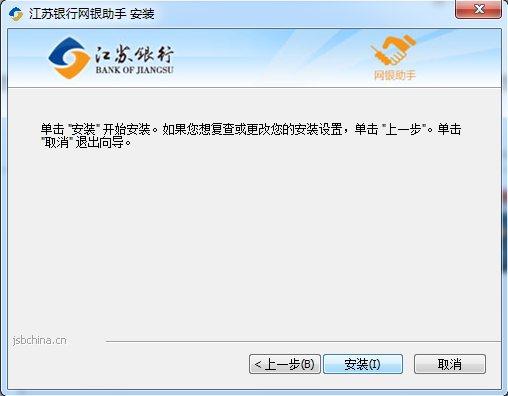 江苏银行网银助手 安装
江苏银行
BANK OF JIANGSU
网银助手
单击 "安装" 开始安装。如果您想复查或更改您的安装设置，单击 "上一步"。单击
"取消" 退出向导。
jsbchina.cn
< 上一步(B)
安装(I)
取消